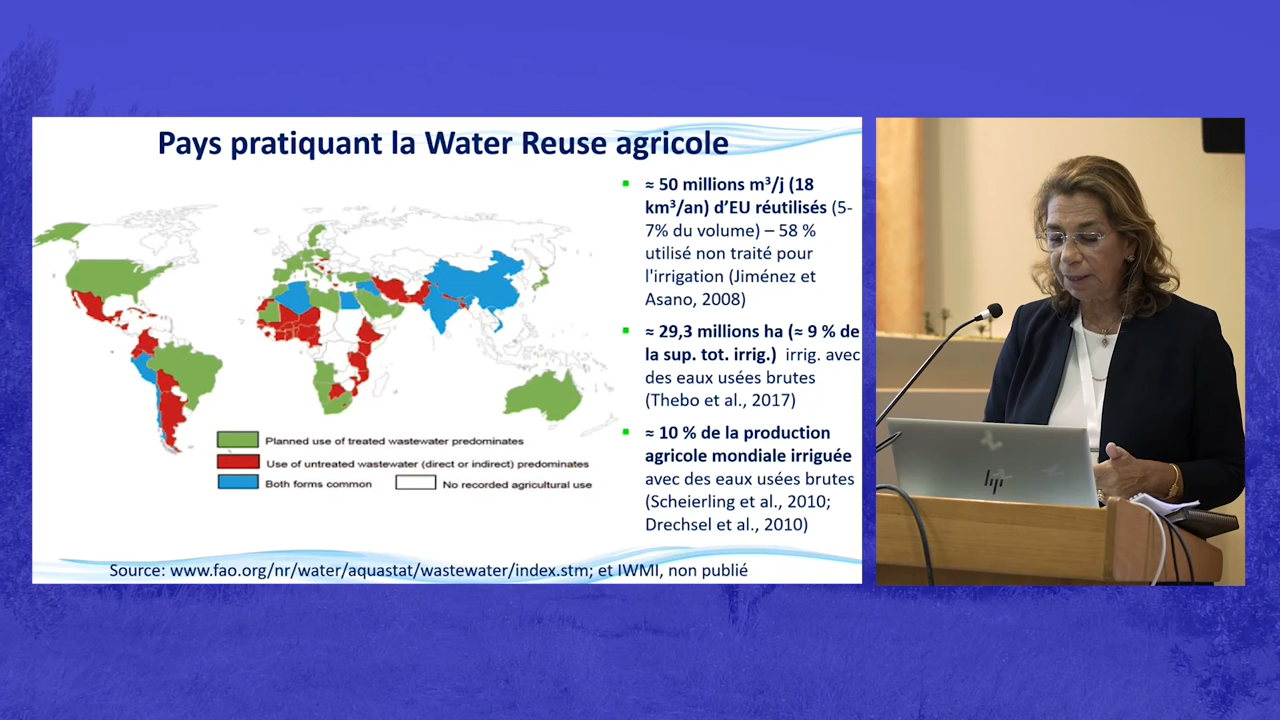 Pays pratiquant la Water Reuse agricole
≈ 50 millions m³/j (18
km³/an) d’EU réutilisés (5-
7% du volume) – 58 %
utilisé non traité pour
l'irrigation (Jiménez et
Asano, 2008)
≈ 29,3 millions ha (≈ 9 % de
la sup. tot. irrig.) irrig. avec
des eaux usées brutes
(Thebo et al., 2017)
≈ 10 % de la production
agricole mondiale irriguée
avec des eaux usées brutes
(Scheierling et al., 2010;
Drechsel et al., 2010)
Planned use of treated wastewater predominates
Use of untreated wastewater (direct or indirect) predominates
Both forms common
No recorded agricultural use
Source: www.fao.org/nr/water/aquastat/wastewater/index.stm; et IWMI, non publié
hp